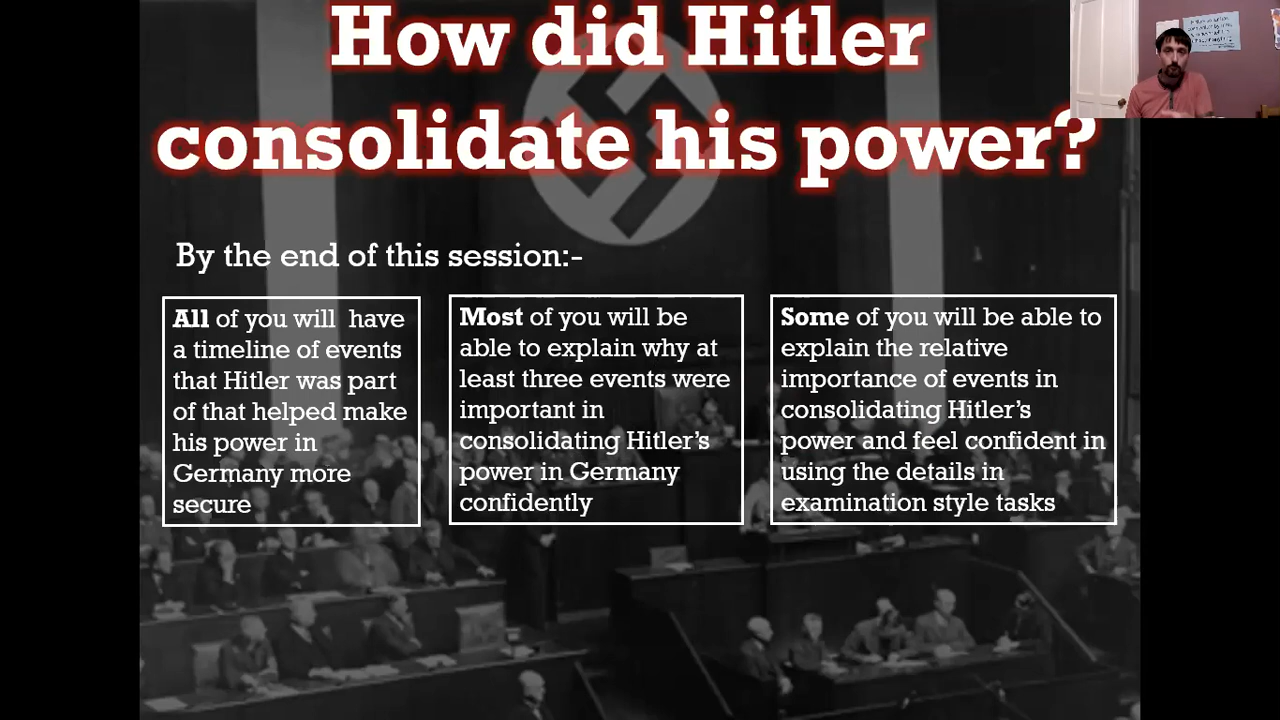 How did Hitler
consolidate his power?
By the end of this session:-
All of you will have
a timeline of events
that Hitler was part
of that helped make
his power in
Germany more
secure
Most of you will be
able to explain why at
least three events were
important in
consolidating Hitler's
power in Germany
confidently
Some of you will be able to
explain the relative
importance of events in
consolidating Hitler's
power and feel confident in
using the details in
examination style tasks